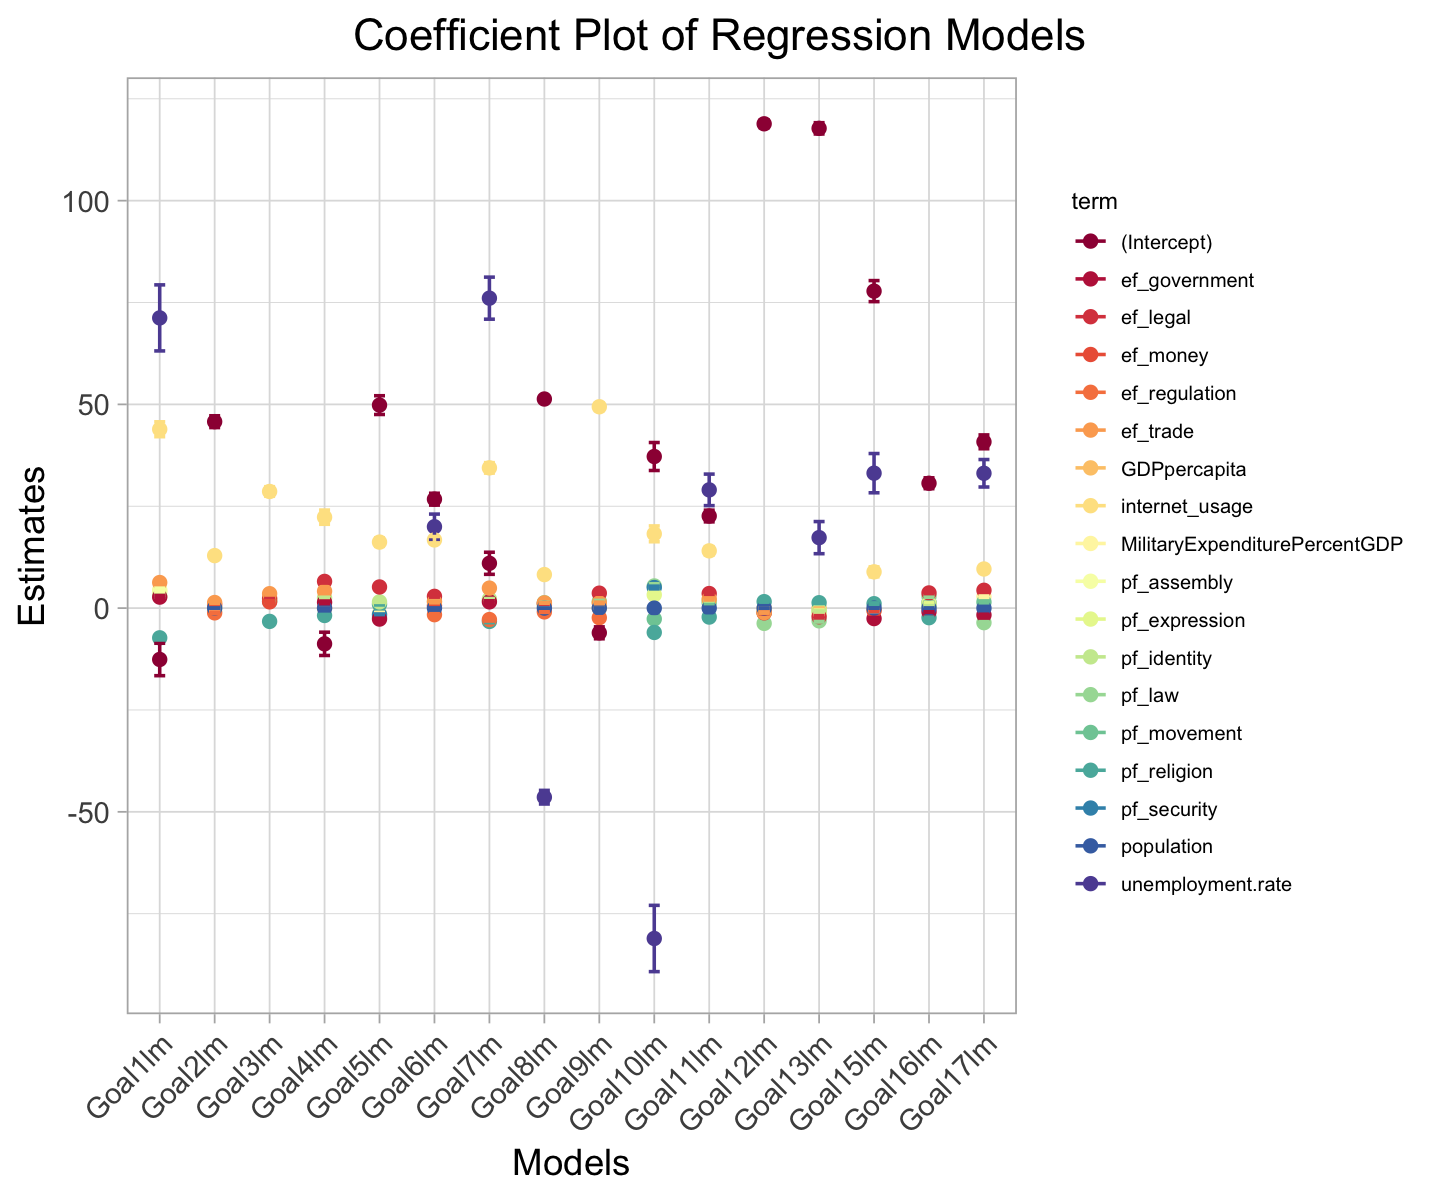 Coefficient Plot of Regression Models
Estimates
100
50
0
-50
Goal1lm
Goal2lm
Goal3lm
Goal4lm
Goal5lm
Goal6lm
Goal7lm
Goal8lm
Goal9lm
Goal10lm
Goal11lm
Goal12lm
Goal13lm
Goal15lm
Goal16lm
Goal17lm
Models
term
(Intercept)
ef_government
ef_legal
ef_money
ef_regulation
ef_trade
GDPpercapita
internet_usage
MilitaryExpenditurePercentGDP
pf_assembly
pf_expression
pf_identity
pf_law
pf_movement
pf_religion
pf_security
population
unemployment.rate